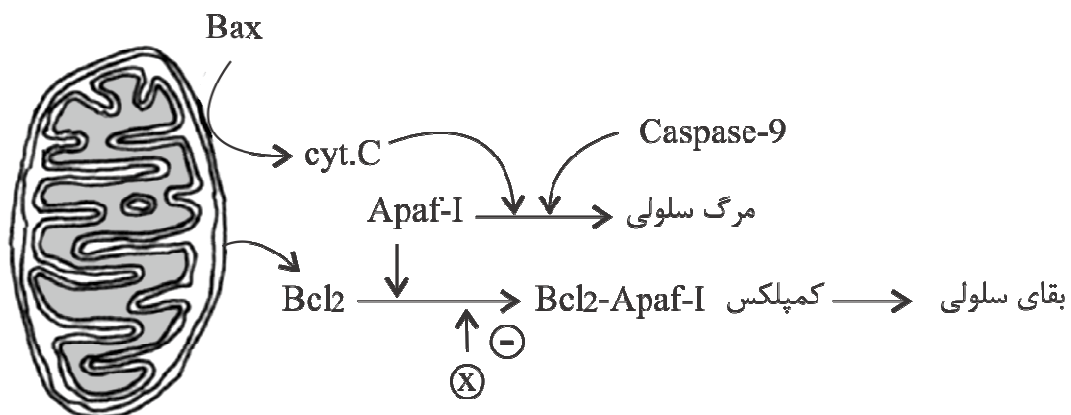 Bax
cyt.C
Caspase-9
Apaf-I مرگ سلولی
Bcl2 Bcl2-Apaf-I کمپلکس بقای سلولی
-
x